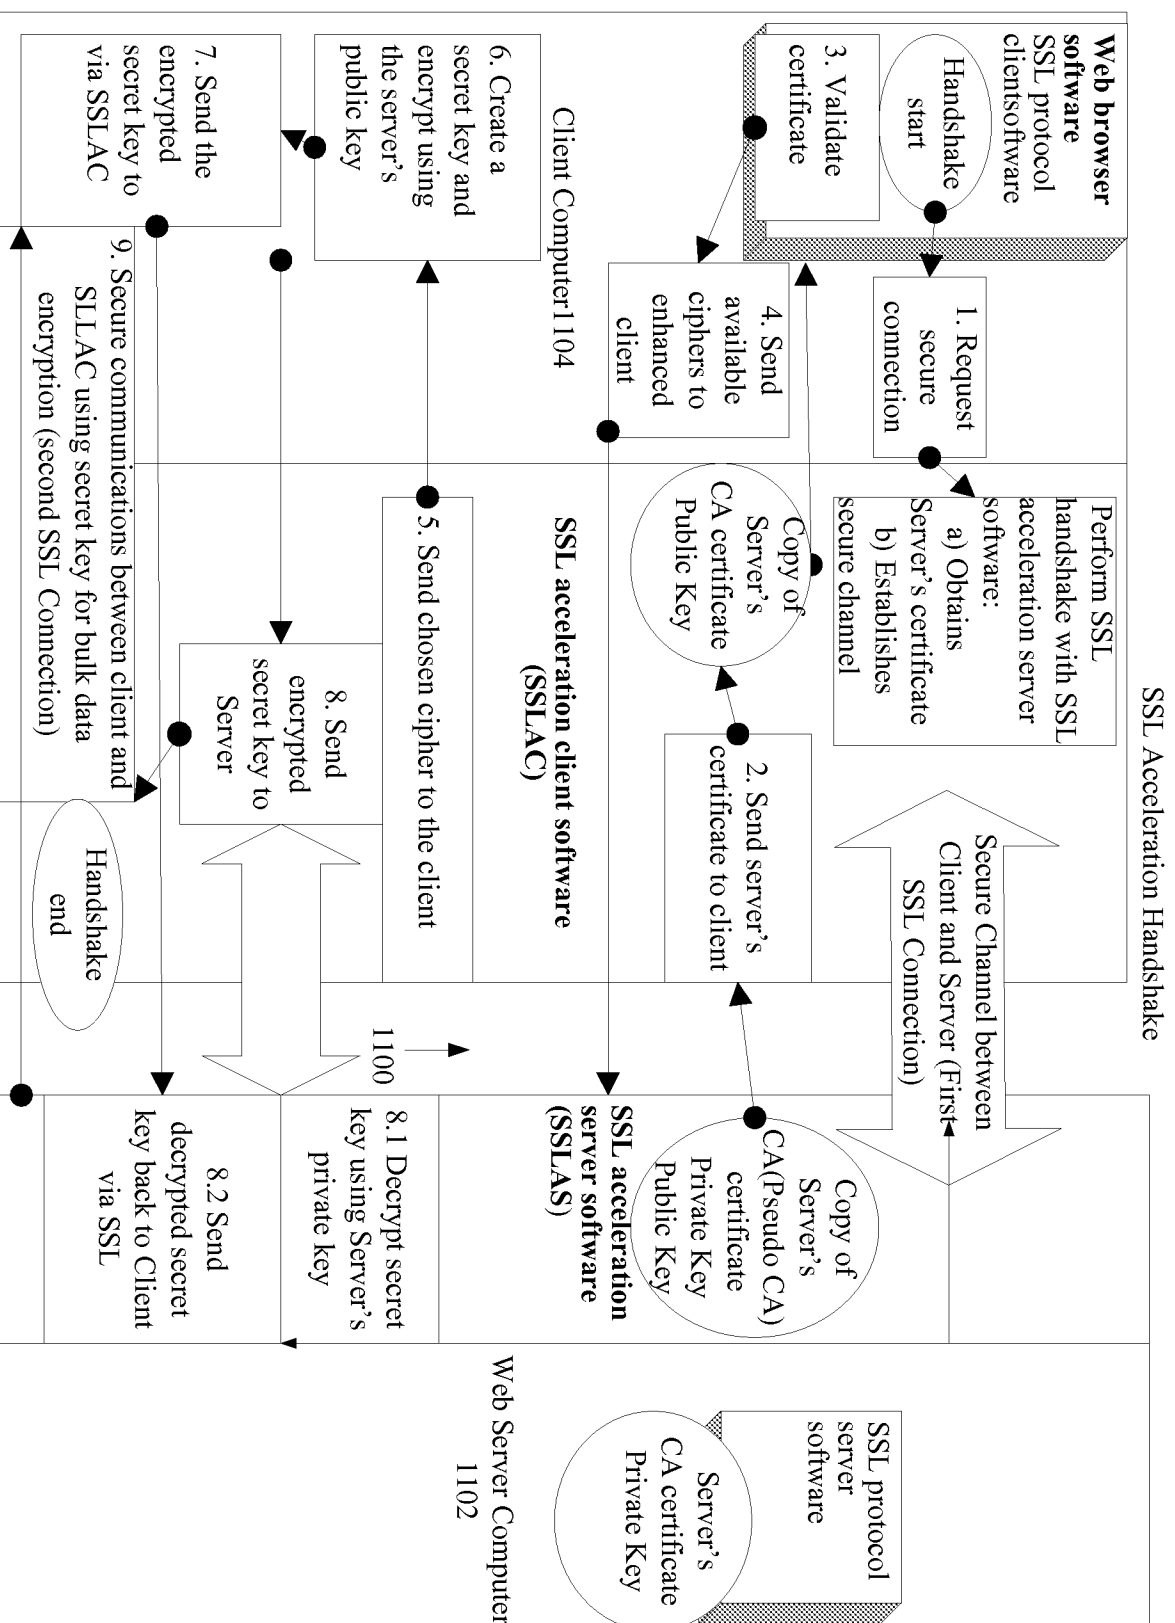 SSL Acceleration Handshake
Web browser
software
SSL protocol
clientsoftware
Handshake
start
1. Request
secure
connection
Perform SSL
handshake with SSL
acceleration server
software:
a) Obtains
Server's certificate
b) Establishes
secure channel
Secure Channel between
Client and Server (First
SSL Connection)
SSL protocol
server
software
Server's
CA certificate
Private Key
3. Validate
certificate
4. Send
available
ciphers to
enhanced
client
Copy of
Server's
CA certificate
Public Key
2. Send server's
certificate to client
Copy of
Server's
CA(Pseudo CA)
certificate
Private Key
Public Key
Client Computer1104
SSL acceleration client software
(SSLAC)
SSL acceleration
server software
(SSLAS)
Web Server Computer
1102
6. Create a
secret key and
encrypt using
the server's
public key
5. Send chosen cipher to the client
1100
8.1 Decrypt secret
key using Server's
private key
7. Send the
encrypted
secret key to
via SSLAC
8. Send
encrypted
secret key to
Server
8.2 Send
decrypted secret
key back to Client
via SSL
9. Secure communications between client and
SLLAC using secret key for bulk data
encryption (second SSL Connection)
Handshake
end